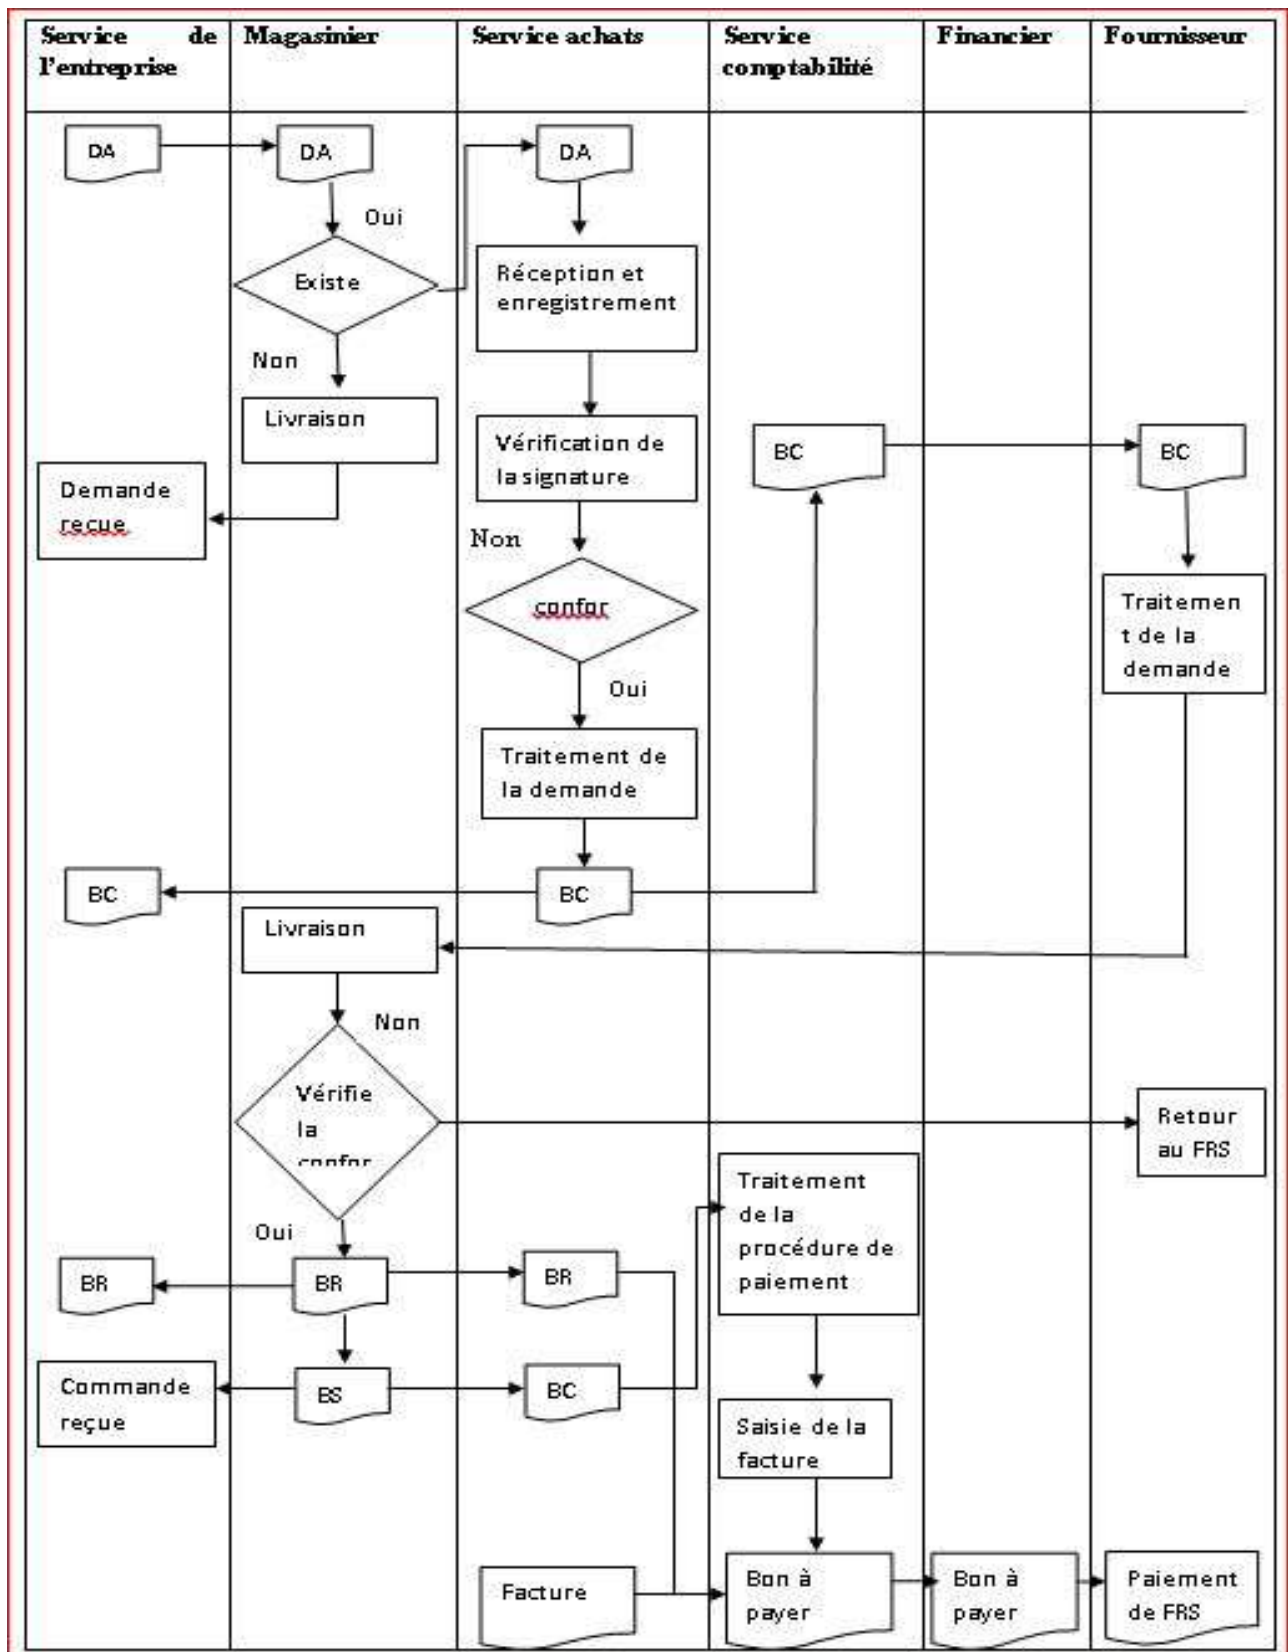 Service de
l'entreprise
Magasinier
Service achats
Service
comptabilité
Financier
Fournisseur
DA
DA
DA
Oui
Existe
Réception et
enregistrement
Non
Livraison
Vérification de
la signature
BC
BC
Demande
recue
Non
confor
Traitemen
t de la
demande
Oui
Traitement de
la demande
BC
BC
Livraison
Non
Vérifie
la
confor
Retour
au FRS
Traitement
de la
procédure de
paiement
Oui
BR
BR
BR
Commande
reçue
BS
BC
Saisie de la
facture
Facture
Bon à
payer
Bon à
payer
Paiement
de FRS